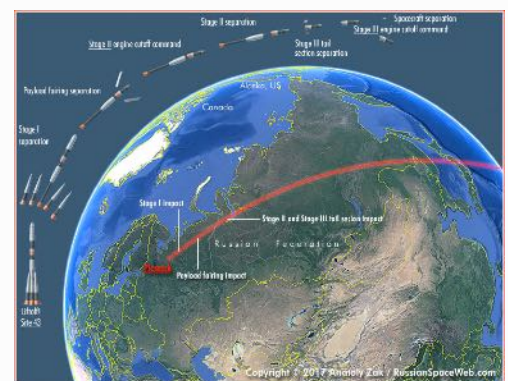 Spacecraft separation
Stage III engine cutoff command
Stage II separation
Stage III tail
section separation
Stage II engine cutoff command
Payload fairing separation
Alaska, US
Canada
Stage I
separation
Stage I impact
Stage II and Stage III tail section impact
Russian Federation
Payload fairing impact
Liftoff
Site 43
Copyright © 2017 Anatoly Zak / RussianSpaceWeb.com